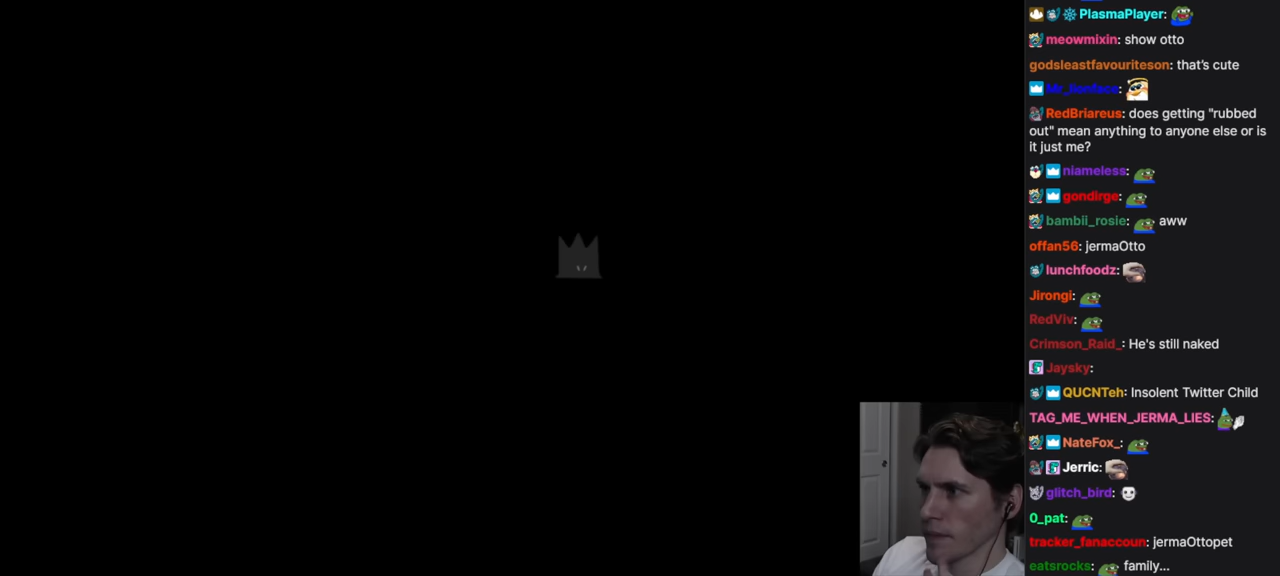 PlasmaPlayer:
meowmixin: show otto
godsleastfavouriteson: that's cute
Mr_lionface:
RedBriareus: does getting "rubbed
out" mean anything to anyone else or is
it just me?
niameless:
gondirge:
bambii_rosie: aww
offan56: jermaOtto
lunchfoodz:
Jirongi:
RedViv:
Crimson_Raid_: He's still naked
Jaysky:
QUCNTeh: Insolent Twitter Child
TAG_ME_WHEN_JERMA_LIES:
NateFox_:
Jerric:
glitch_bird:
0_pat:
tracker_fanaccoun: jermaOttopet
eatsrocks: family...